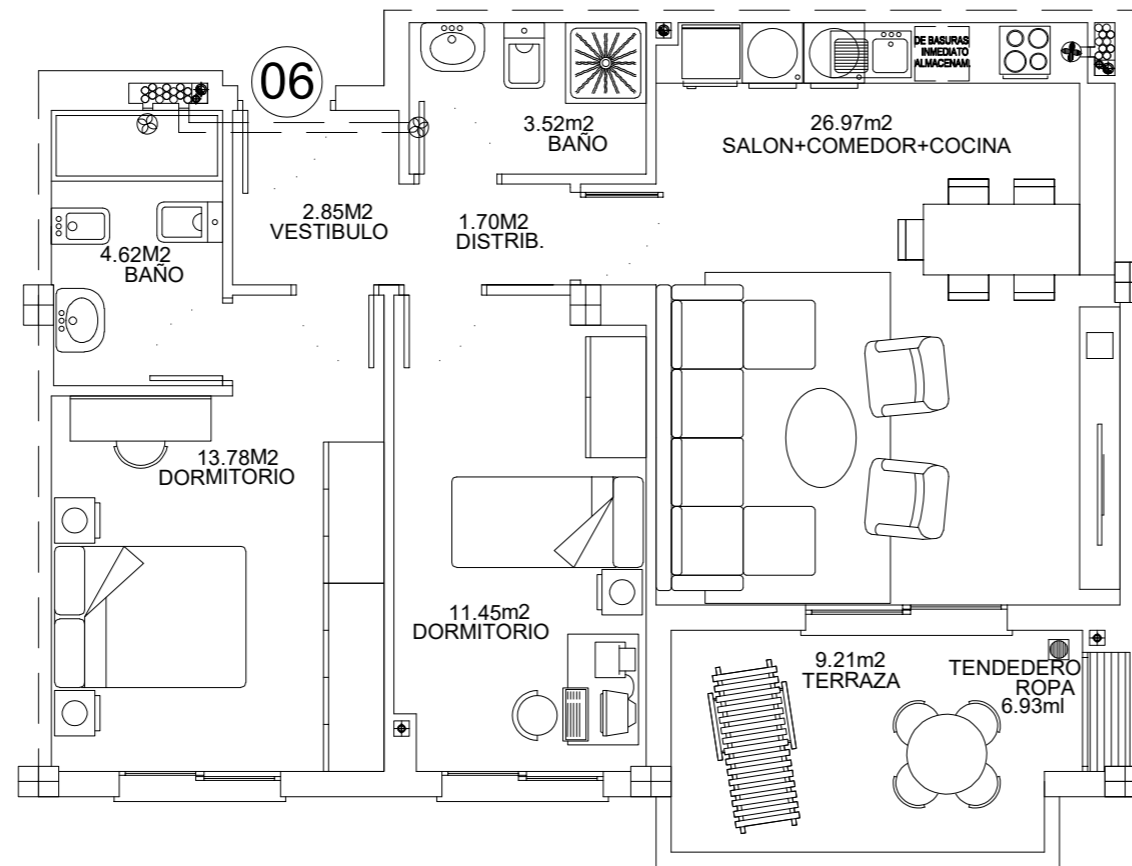 06
3.52m2
BAÑO
DE BASURAS
INMEDIATO
ALMACENAM.
26.97m2
SALON+COMEDOR+COCINA
2.85M2
VESTIBULO
1.70M2
DISTRIB.
4.62M2
BAÑO
13.78M2
DORMITORIO
11.45m2
DORMITORIO
9.21m2
TERRAZA
TENDEDERO
ROPA
6.93ml